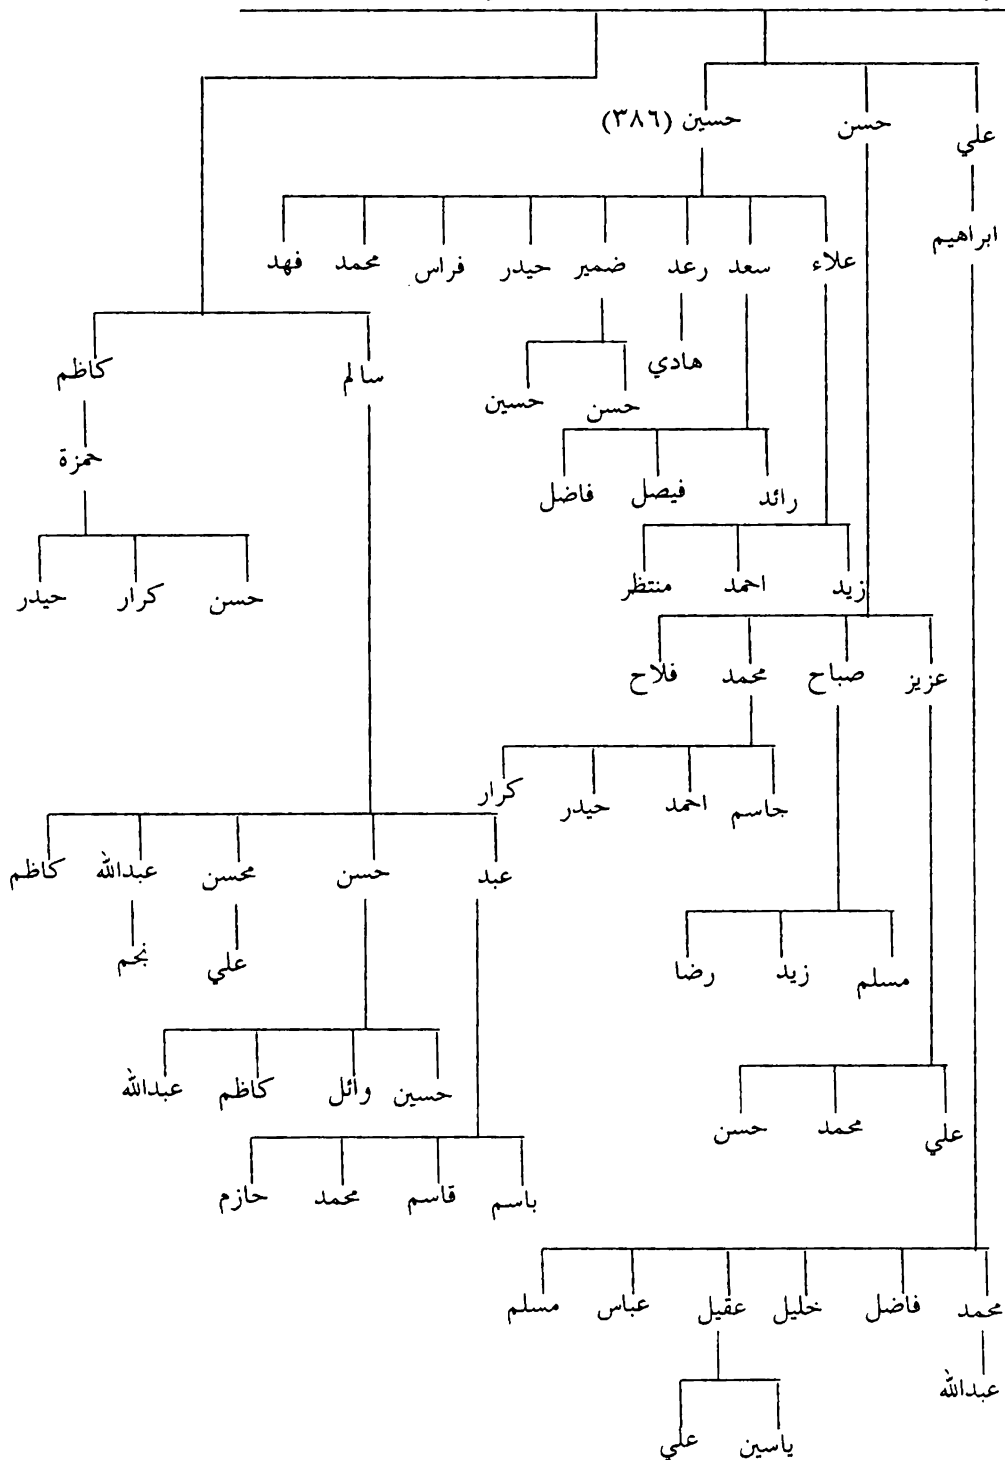 علي حسن حسين (٣٨٦)
ابراهيم
علاء سعد رعد ضمير حيدر فراس محمد فهد
هادي
حسن حسين
سالم كاظم
حمزة
رائد فيصل فاضل
زيد احمد منتظر
حسن كرار حيدر
عزيز صباح محمد فلاح
جاسم احمد حيدر كرار
عبد حسن محسن عبدالله كاظم
علي نجم
مسلم زيد رضا
حسين وائل كاظم عبدالله
علي محمد حسن
باسم قاسم محمد حازم
محمد فاضل خليل عقيل عباس مسلم
عبدالله
ياسين علي